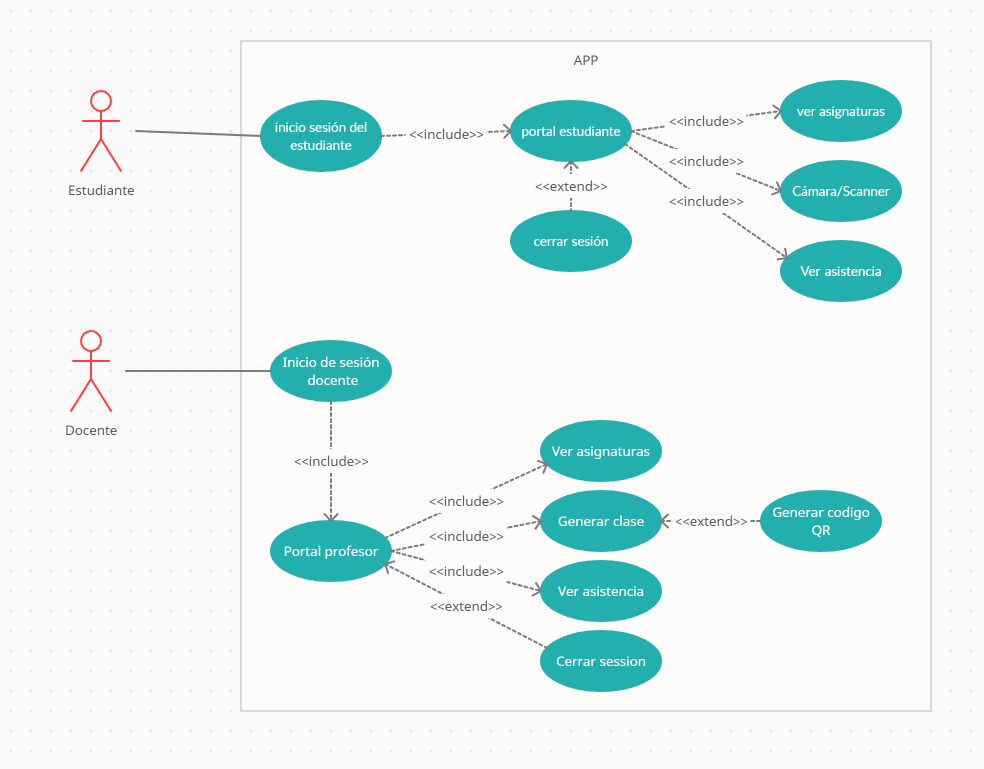 APP
Estudiante
inicio sesión del
estudiante
<<include>>
portal estudiante
<<include>>
ver asignaturas
<<include>>
Cámara/Scanner
<<include>>
Ver asistencia
<<extend>>
cerrar sesión
Docente
Inicio de sesión
docente
<<include>>
Portal profesor
<<include>>
Ver asignaturas
<<include>>
Generar clase
<<extend>>
Generar codigo
QR
<<include>>
Ver asistencia
<<extend>>
Cerrar session